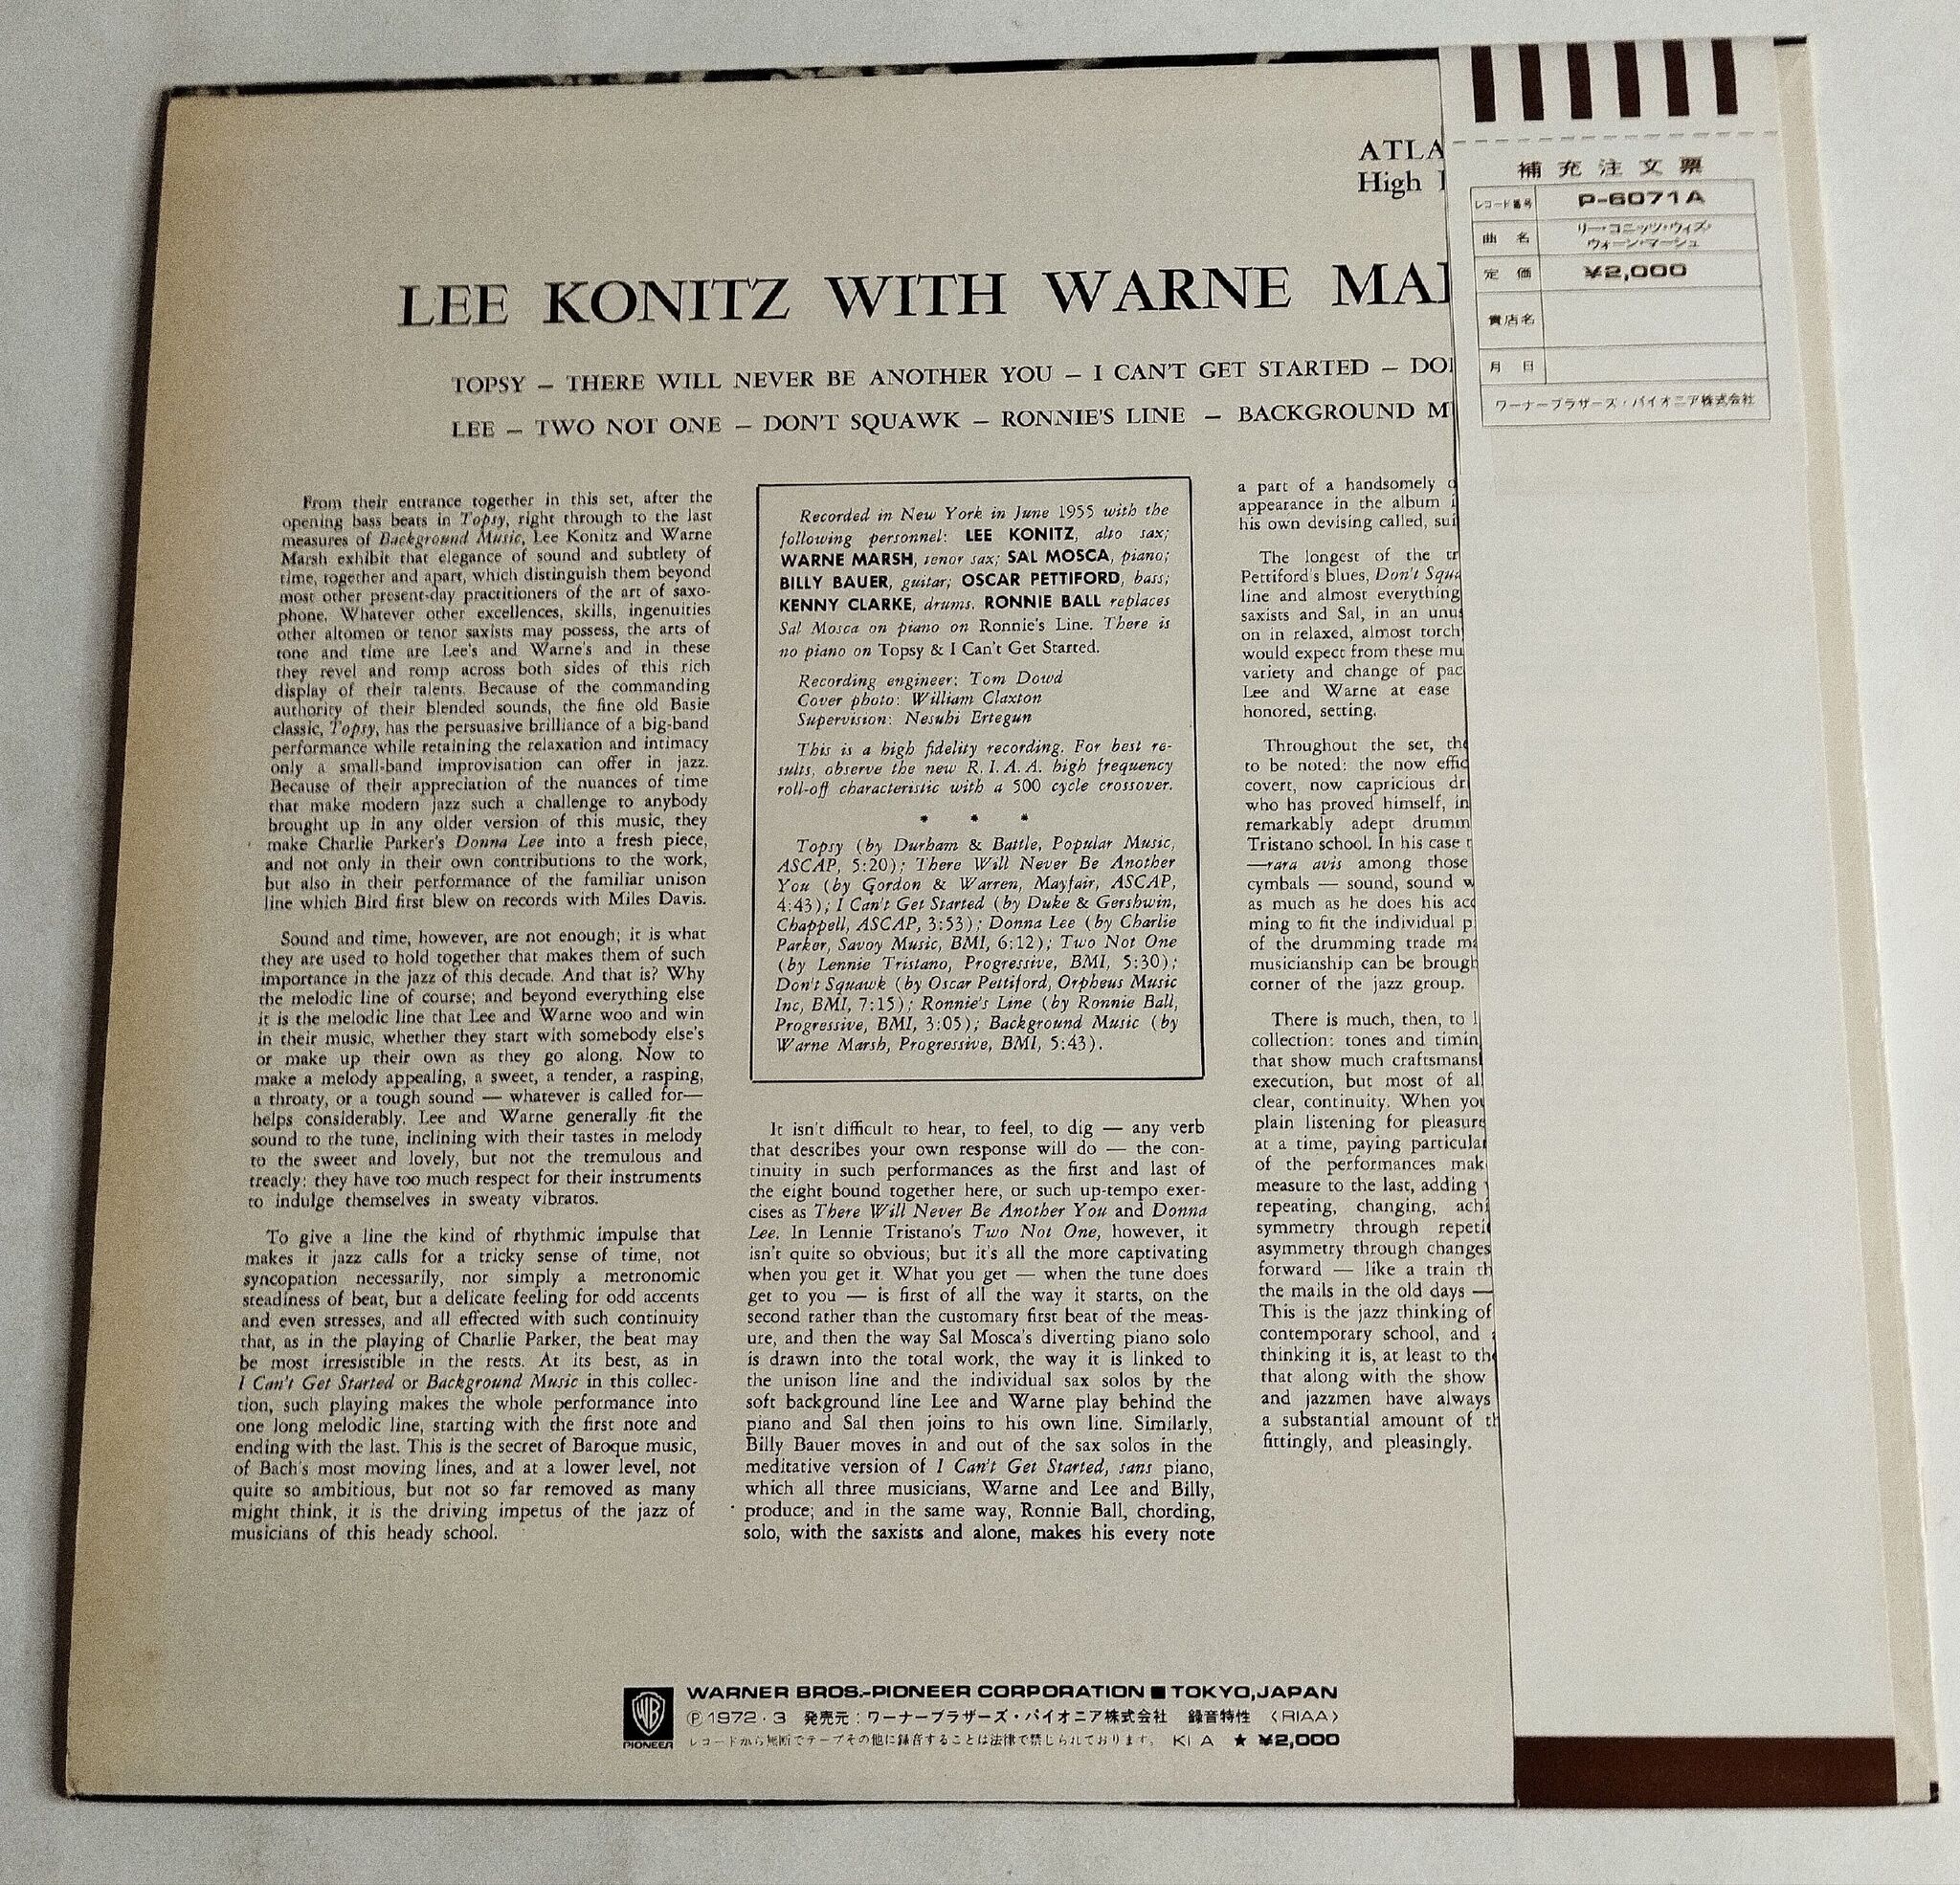 ATLA
High
補充注文票
レコード番号 P-6071A
曲名 リー・コニッツ・ウィズ・
ウォーン・マーシュ
定価 ¥2,000
賣店名
月日
ワーナーブラザーズ・パイオニア株式会社
LEE KONITZ WITH WARNE MA
TOPSY – THERE WILL NEVER BE ANOTHER YOU – I CAN'T GET STARTED – DO
LEE – TWO NOT ONE – DON'T SQUAWK – RONNIE'S LINE – BACKGROUND M
From their entrance together in this set, after the
opening bass beats in Topsy, right through to the last
measures of Background Music, Lee Konitz and Warne
Marsh exhibit that elegance of sound and subtlety of
time, together and apart, which distinguish them beyond
most other present-day practitioners of the art of saxo-
phone. Whatever other excellences, skills, ingenuities
other altomen or tenor saxists may possess, the arts of
tone and time are Lee's and Warne's and in these
they revel and romp across both sides of this rich
display of their talents. Because of the commanding
authority of their blended sounds, the fine old Basie
classic, Topsy, has the persuasive brilliance of a big-band
performance while retaining the relaxation and intimacy
only a small-band improvisation can offer in jazz.
Because of their appreciation of the nuances of time
that make modern jazz such a challenge to anybody
brought up in any older version of this music, they
make Charlie Parker's Donna Lee into a fresh piece,
and not only in their own contributions to the work,
but also in their performance of the familiar unison
line which Bird first blew on records with Miles Davis.
Sound and time, however, are not enough; it is what
they are used to hold together that makes them of such
importance in the jazz of this decade. And that is? Why
the melodic line of course; and beyond everything else
it is the melodic line that Lee and Warne woo and win
in their music, whether they start with somebody else's
or make up their own as they go along. Now to
make a melody appealing, a sweet, a tender, a rasping,
a throaty, or a tough sound — whatever is called for—
helps considerably. Lee and Warne generally fit the
sound to the tune, inclining with their tastes in melody
to the sweet and lovely, but not the tremulous and
treacly: they have too much respect for their instruments
to indulge themselves in sweaty vibratos.
To give a line the kind of rhythmic impulse that
makes it jazz calls for a tricky sense of time, not
syncopation necessarily, nor simply a metronomic
steadiness of beat, but a delicate feeling for odd accents
and even stresses, and all effected with such continuity
that, as in the playing of Charlie Parker, the beat may
be most irresistible in the rests. At its best, as in
I Can't Get Started or Background Music in this collec-
tion, such playing makes the whole performance into
one long melodic line, starting with the first note and
ending with the last. This is the secret of Baroque music,
of Bach's most moving lines, and at a lower level, not
quite so ambitious, but not so far removed as many
might think, it is the driving impetus of the jazz of
musicians of this heady school.
Recorded in New York in June 1955 with the
following personnel: LEE KONITZ, alto sax;
WARNE MARSH, tenor sax; SAL MOSCA, piano;
BILLY BAUER, guitar; OSCAR PETTIFORD, bass;
KENNY CLARKE, drums. RONNIE BALL replaces
Sal Mosca on piano on Ronnie's Line. There is
no piano on Topsy & I Can't Get Started.
Recording engineer: Tom Dowd
Cover photo: William Claxton
Supervision: Nesuhi Ertegun
This is a high fidelity recording. For best re-
sults, observe the new R.I.A.A. high frequency
roll-off characteristic with a 500 cycle crossover.
* * *
Topsy (by Durham & Battle, Popular Music,
ASCAP, 5:20); There Will Never Be Another
You (by Gordon & Warren, Mayfair, ASCAP,
4:43); I Can't Get Started (by Duke & Gershwin,
Chappell, ASCAP, 3:53); Donna Lee (by Charlie
Parker, Savoy Music, BMI, 6:12); Two Not One
(by Lennie Tristano, Progressive, BMI, 5:30);
Don't Squawk (by Oscar Pettiford, Orpheus Music
Inc, BMI, 7:15); Ronnie's Line (by Ronnie Ball,
Progressive, BMI, 3:05); Background Music (by
Warne Marsh, Progressive, BMI, 5:43).
It isn't difficult to hear, to feel, to dig — any verb
that describes your own response will do — the con-
tinuity in such performances as the first and last of
the eight bound together here, or such up-tempo exer-
cises as There Will Never Be Another You and Donna
Lee. In Lennie Tristano's Two Not One, however, it
isn't quite so obvious; but it's all the more captivating
when you get it. What you get — when the tune does
get to you — is first of all the way it starts, on the
second rather than the customary first beat of the meas-
ure, and then the way Sal Mosca's diverting piano solo
is drawn into the total work, the way it is linked to
the unison line and the individual sax solos by the
soft background line Lee and Warne play behind the
piano and Sal then joins to his own line. Similarly,
Billy Bauer moves in and out of the sax solos in the
meditative version of I Can't Get Started, sans piano,
which all three musicians, Warne and Lee and Billy,
produce; and in the same way, Ronnie Ball, chording,
solo, with the saxists and alone, makes his every note
a part of a handsomely
appearance in the album
his own devising called, sui
The longest of the tr
Pettiford's blues, Don't Squa
line and almost everything
saxists and Sal, in an unus
on in relaxed, almost torch
would expect from these mu
variety and change of pac
Lee and Warne at ease
honored, setting.
Throughout the set, the
to be noted: the now effic
covert, now capricious dr
who has proved himself, in
remarkably adept drumm
Tristano school. In his case
—rara avis among those
cymbals — sound, sound w
as much as he does his acc
ming to fit the individual p
of the drumming trade ma
musicianship can be brough
corner of the jazz group.
There is much, then, to l
collection: tones and timin
that show much craftsmans
execution, but most of al
clear, continuity. When you
plain listening for pleasure
at a time, paying particular
of the performances mak
measure to the last, adding
repeating, changing, achi
symmetry through repeti
asymmetry through changes
forward — like a train th
the mails in the old days —
This is the jazz thinking of
contemporary school, and
thinking it is, at least to the
that along with the show
and jazzmen have always
a substantial amount of th
fittingly, and pleasingly.
WB PIONEER
WARNER BROS.-PIONEER CORPORATION ■ TOKYO, JAPAN
Ⓟ1972・3 発売元：ワーナーブラザーズ・パイオニア株式会社 録音特性 〈RIAA〉
レコードから無断でテープその他に録音することは法律で禁じられております。 KI A ★ ¥2,000